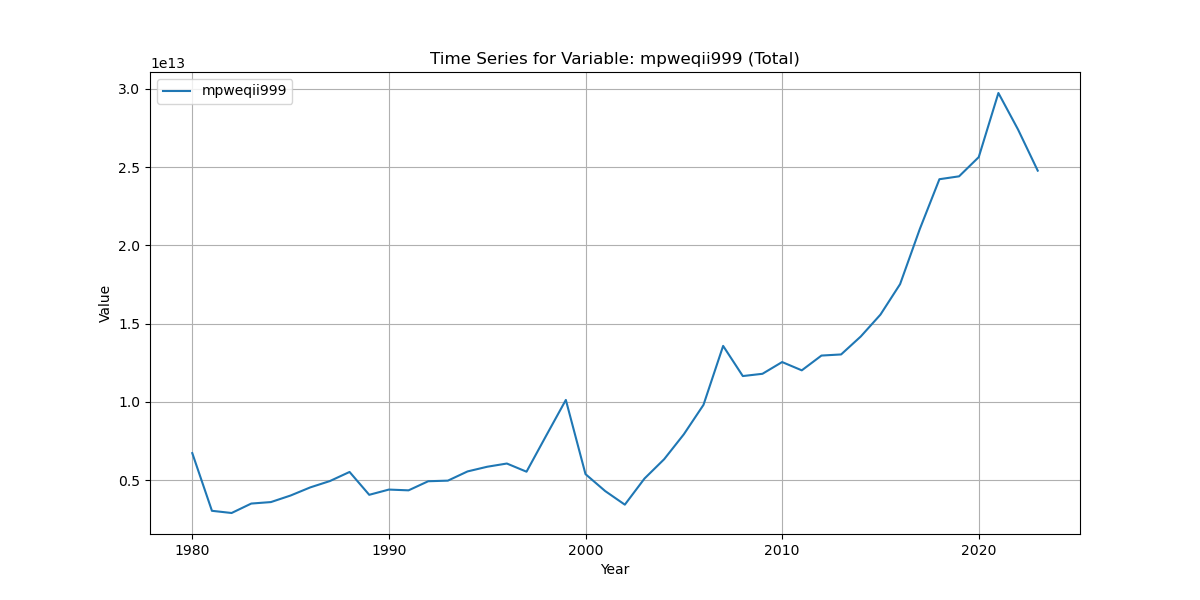 Time Series for Variable: mpweqii999 (Total)
1e13
mpweqii999
3.0
2.5
2.0
1.5
1.0
0.5
Value
1980 1990 2000 2010 2020
Year